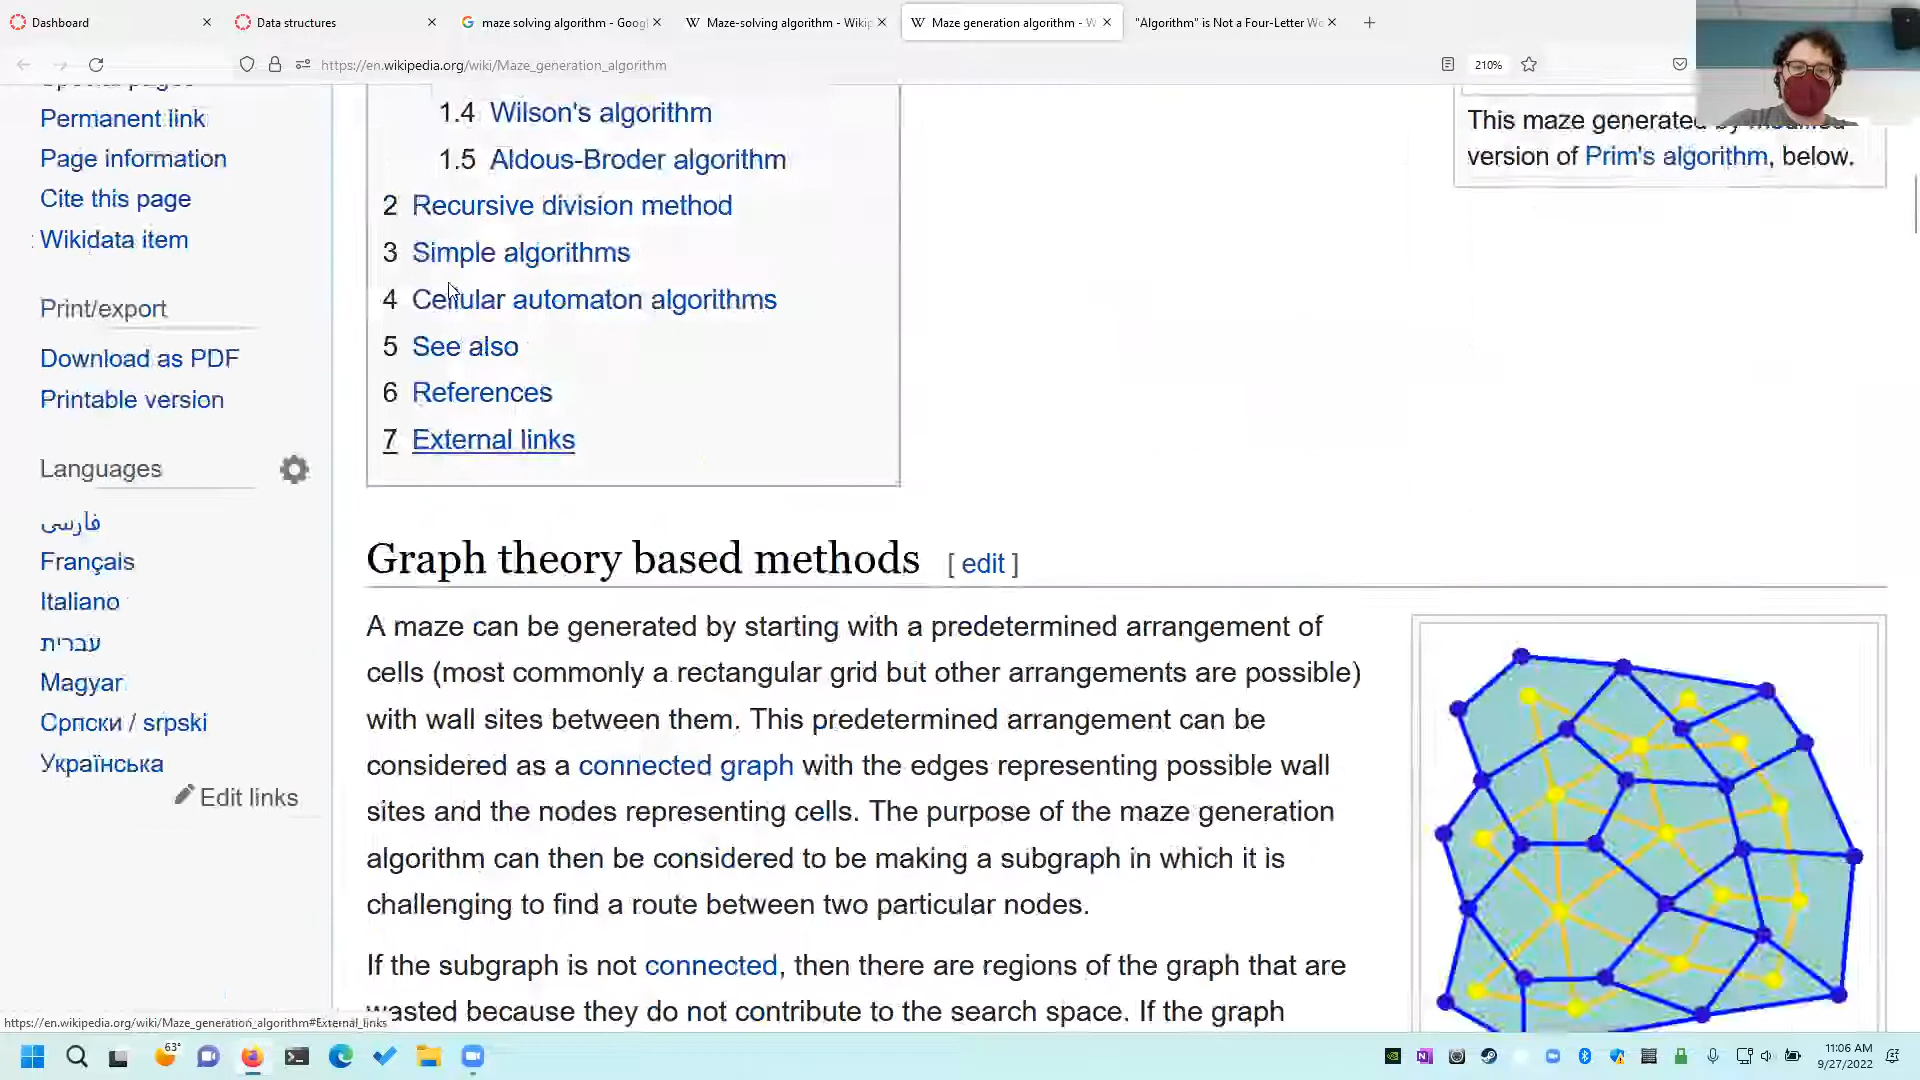 Dashboard
Data structures
maze solving algorithm - Goog
Maze-solving algorithm - Wikip
Maze generation algorithm - W
"Algorithm" is Not a Four-Letter Wo
https://en.wikipedia.org/wiki/Maze_generation_algorithm
210%
Permanent link
Page information
Cite this page
Wikidata item
Print/export
Download as PDF
Printable version
Languages
فارسی
Français
Italiano
עברית
Magyar
Српски / srpski
Українська
Edit links
1.4 Wilson's algorithm
1.5 Aldous-Broder algorithm
2 Recursive division method
3 Simple algorithms
4 Cellular automaton algorithms
5 See also
6 References
7 External links
This maze generated by modified
version of Prim's algorithm, below.
Graph theory based methods [ edit ]
A maze can be generated by starting with a predetermined arrangement of
cells (most commonly a rectangular grid but other arrangements are possible)
with wall sites between them. This predetermined arrangement can be
considered as a connected graph with the edges representing possible wall
sites and the nodes representing cells. The purpose of the maze generation
algorithm can then be considered to be making a subgraph in which it is
challenging to find a route between two particular nodes.
If the subgraph is not connected, then there are regions of the graph that are
wasted because they do not contribute to the search space. If the graph
https://en.wikipedia.org/wiki/Maze_generation_algorithm#External_links
63°
11:06 AM
9/27/2022